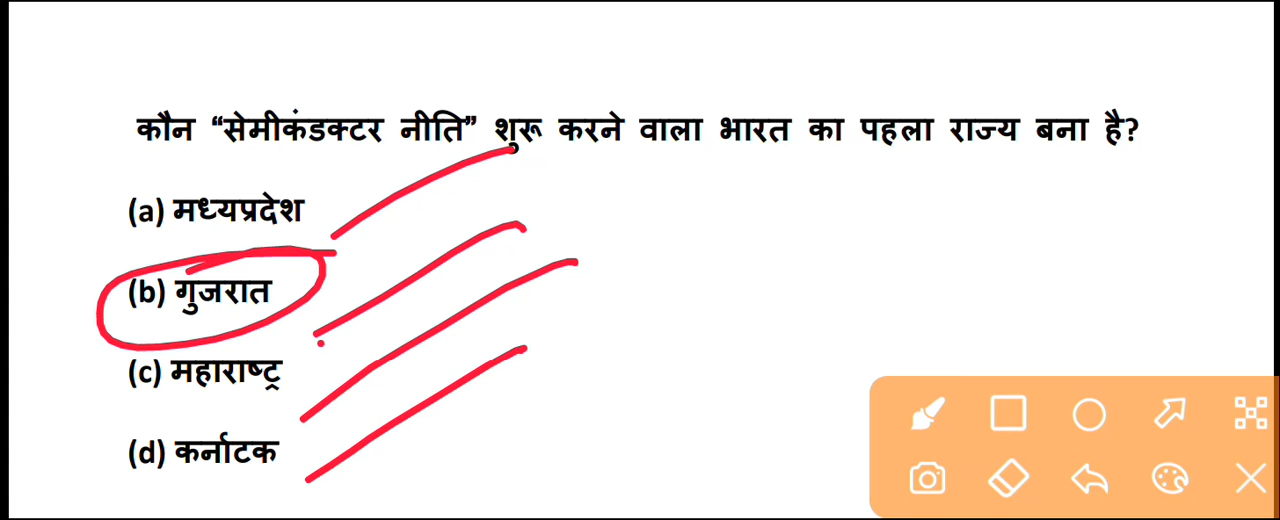 कौन “सेमीकंडक्टर नीति” शुरू करने वाला भारत का पहला राज्य बना है?
(a) मध्यप्रदेश
(b) गुजरात
(c) महाराष्ट्र
(d) कर्नाटक